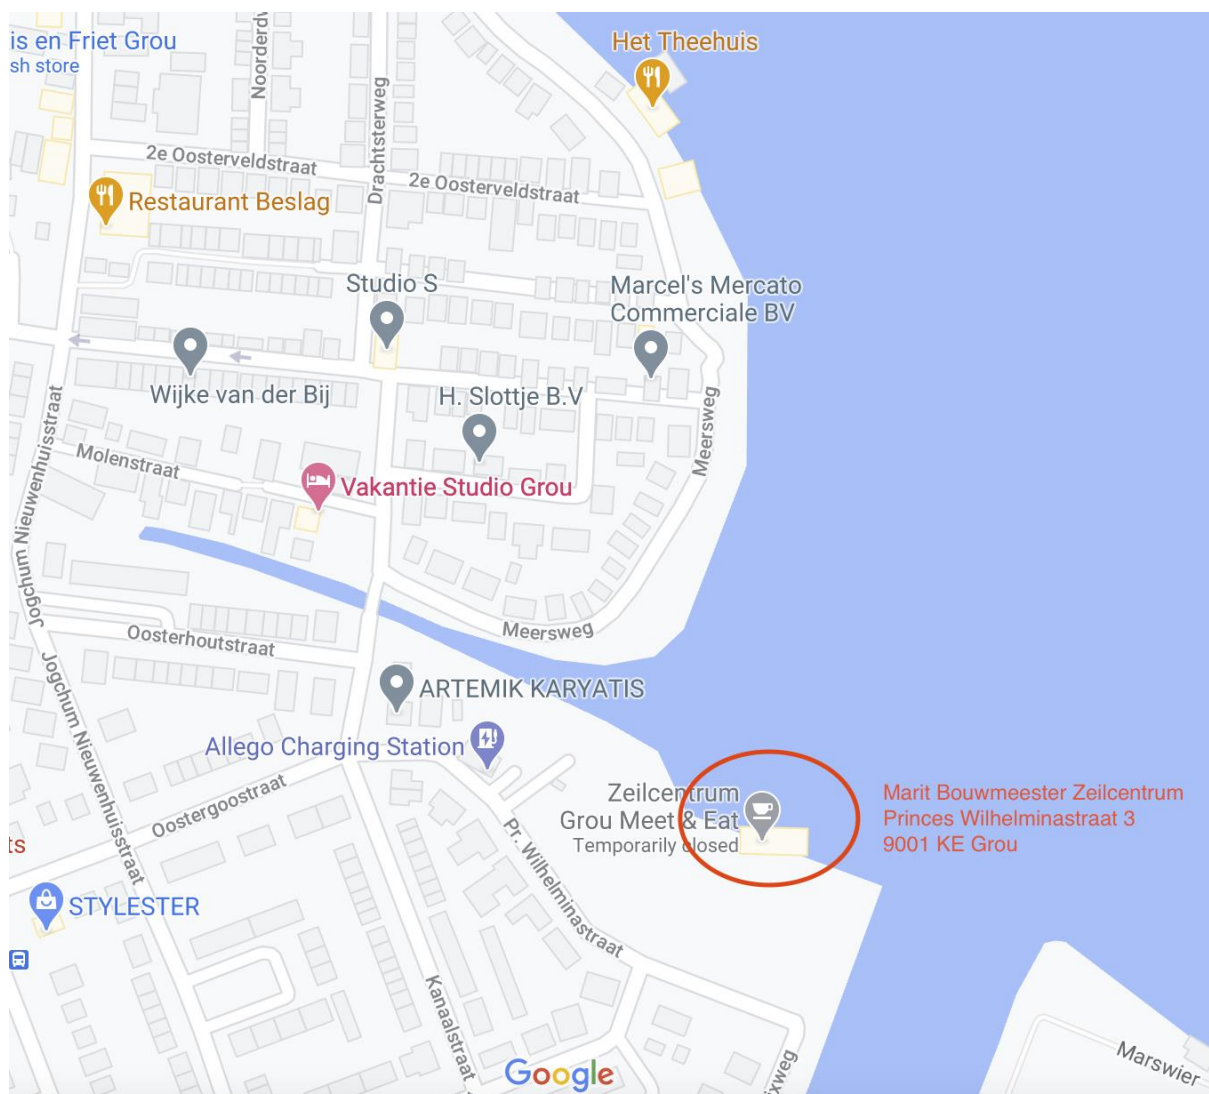 is en Friet Grou
sh store
Noorderdw
Drachtsterweg
Het Theehuis
2e Oosterveldstraat
2e Oosterveldstraat
Restaurant Beslag
Studio S
Marcel's Mercato
Commerciale BV
Wijke van der Bij
H. Slottje B.V
Meersweg
Jogchum Nieuwenhuisstraat
Molenstraat
Vakantie Studio Grou
Meersweg
Oosterhoutstraat
Jogchum Nieuwenhuisstraat
ARTEMIK KARYATIS
Allego Charging Station
Oostergoostraat
Zeilcentrum
Grou Meet & Eat
Temporarily closed
Marit Bouwmeester Zeilcentrum
Princes Wilhelminastraat 3
9001 KE Grou
ts
Pr. Wilhelminastraat
STYLESTER
Kanaalstraat
Google
ixweg
Marswier